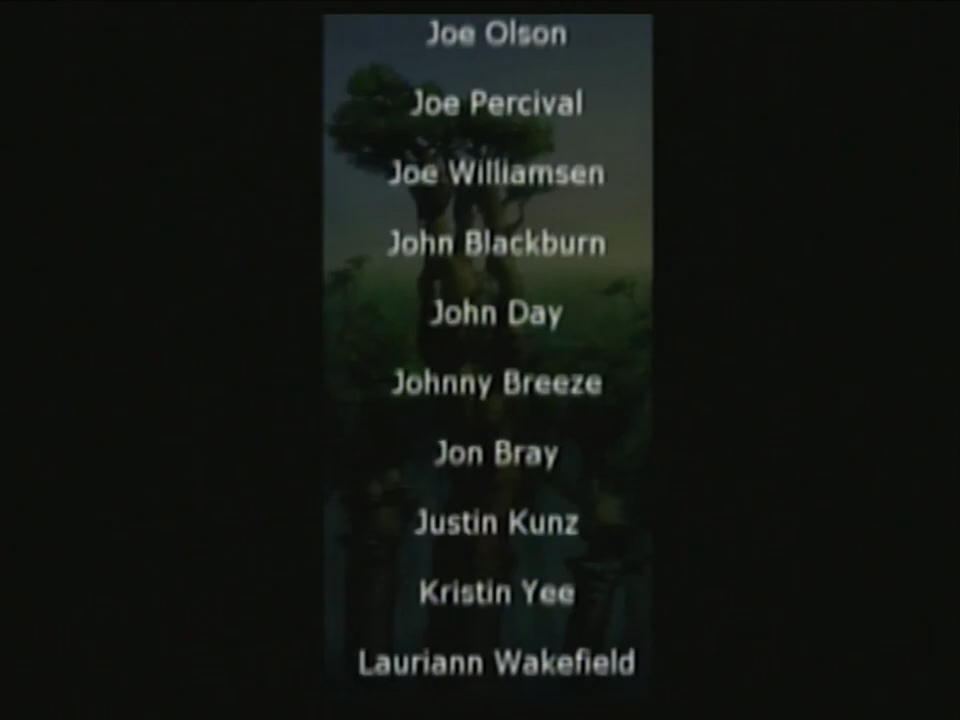 Joe Olson
Joe Percival
Joe Williamsen
John Blackburn
John Day
Johnny Breeze
Jon Bray
Justin Kunz
Kristin Yee
Lauriann Wakefield